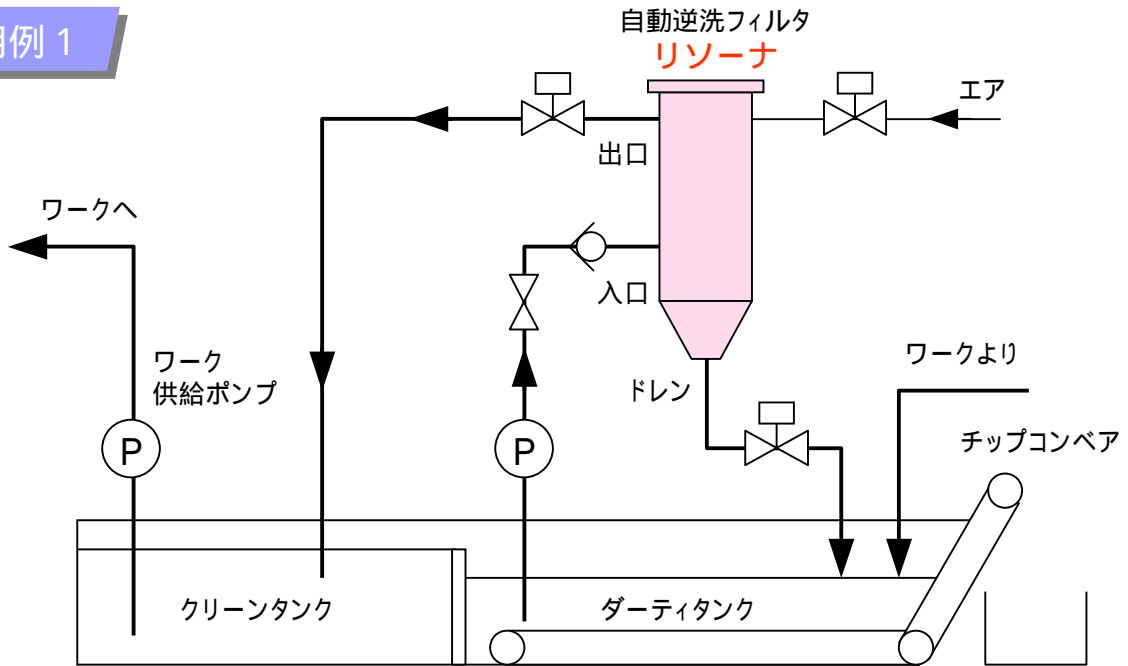 用例 1
自動逆洗フィルタ
リソーナ
エア
出口
ワークへ
入口
ワーク
供給ポンプ
ワークより
ドレン
チップコンベア
P
P
クリーンタンク
ダーティタンク